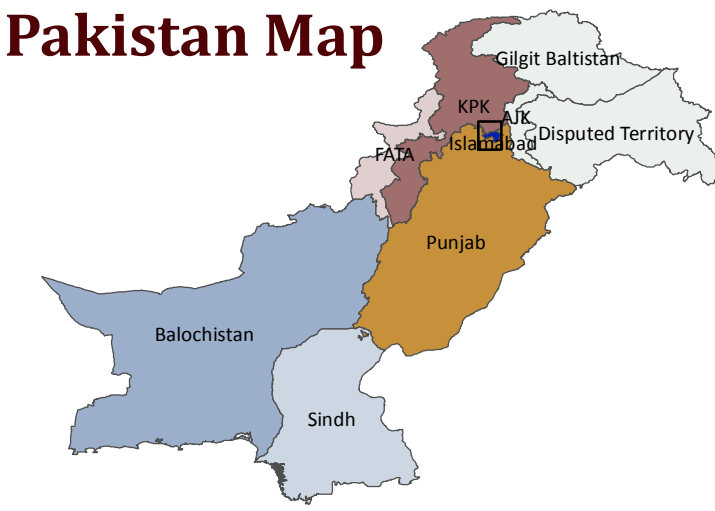 Pakistan Map
Gilgit Baltistan
KPK
AJK
Disputed Territory
Islamabad
FATA
Punjab
Balochistan
Sindh